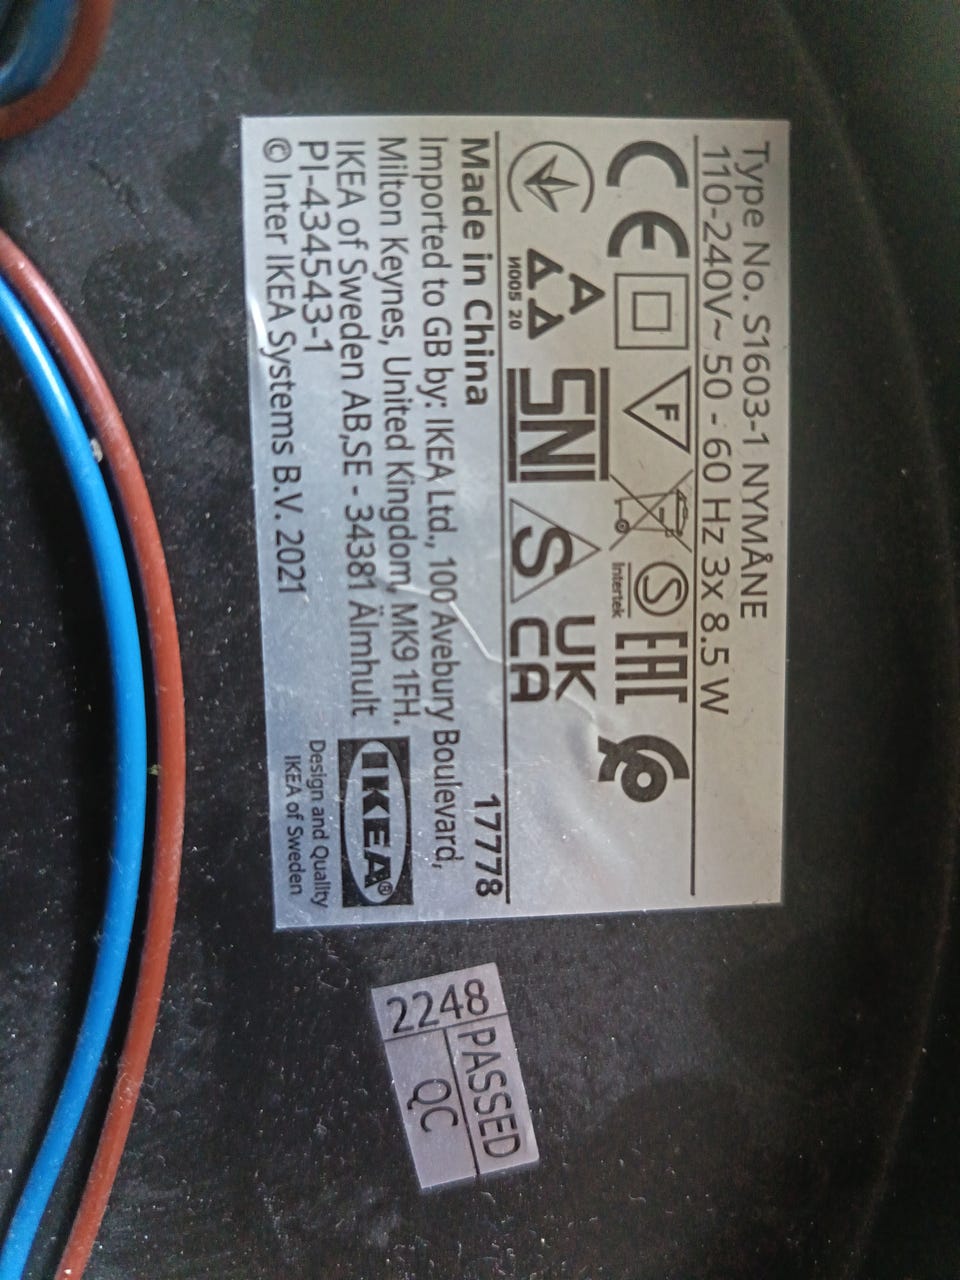 Type No. S1603-1 NYMÅNE
110-240V~ 50 - 60 Hz 3x 8.5 W
CE F Intertek S EAC
И005 20 A SNI S UK CA
Made in China 17778
Imported to GB by: IKEA Ltd., 100 Avebury Boulevard,
Milton Keynes, United Kingdom, MK9 1FH.
IKEA of Sweden AB,SE - 34381 Älmhult
PI-434543-1
© Inter IKEA Systems B.V. 2021
IKEA®
Design and Quality
IKEA of Sweden
2248 PASSED
QC